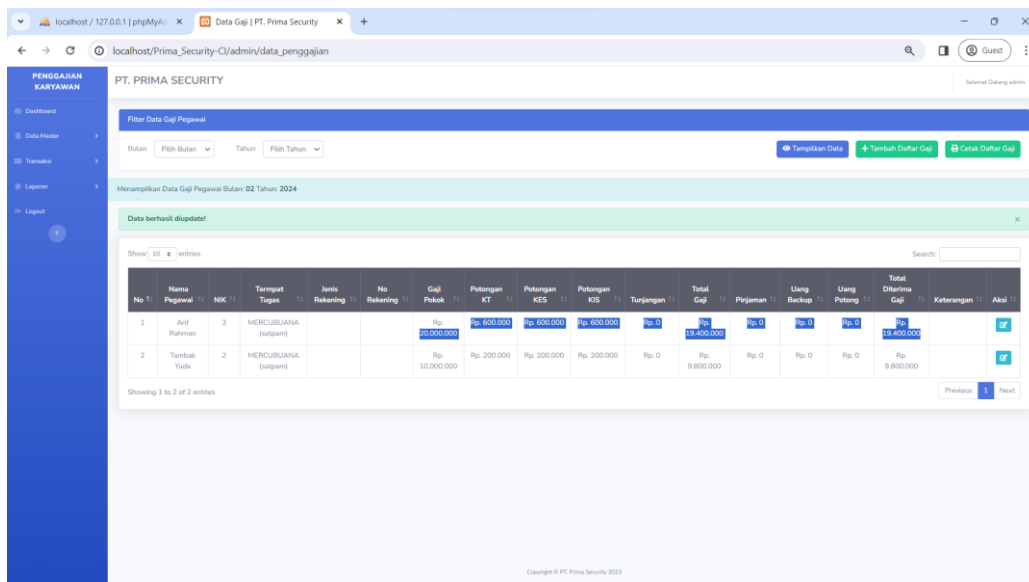 localhost / 127.0.0.1 | phpMyAd
Data Gaji | PT. Prima Security
localhost/Prima_Security-CI/admin/data_penggajian
Guest
PENGGAJIAN
KARYAWAN
PT. PRIMA SECURITY
Selamat Datang admin
Dashboard
Data Master
Transaksi
Laporan
Logout
Filter Data Gaji Pegawai
Bulan Pilih Bulan Tahun Pilih Tahun Tampilkan Data + Tambah Daftar Gaji Cetak Daftar Gaji
Menampilkan Data Gaji Pegawai Bulan: 02 Tahun: 2024
Data berhasil diupdate! ×
Show 10 entries Search:
No Nama Pegawai NIK Termpat Tugas Jenis Rekening No Rekening Gaji Pokok Potongan KT Potongan KES Potongan KIS Tunjangan Total Gaji Pinjaman Uang Backup Uang Potong Total Diterima Gaji Keterangan Aksi
1 Arif Rahman 3 MERCUBUANA (satpam) Rp. 20.000.000 Rp. 600.000 Rp. 600.000 Rp. 600.000 Rp. 0 Rp. 19.400.000 Rp. 0 Rp. 0 Rp. 0 Rp. 19.400.000
2 Tambak Yuda 2 MERCUBUANA (satpam) Rp. 10.000.000 Rp. 200.000 Rp. 200.000 Rp. 200.000 Rp. 0 Rp. 9.800.000 Rp. 0 Rp. 0 Rp. 0 Rp. 9.800.000
Showing 1 to 2 of 2 entries Previous 1 Next
Copyright © PT. Prima Security 2023